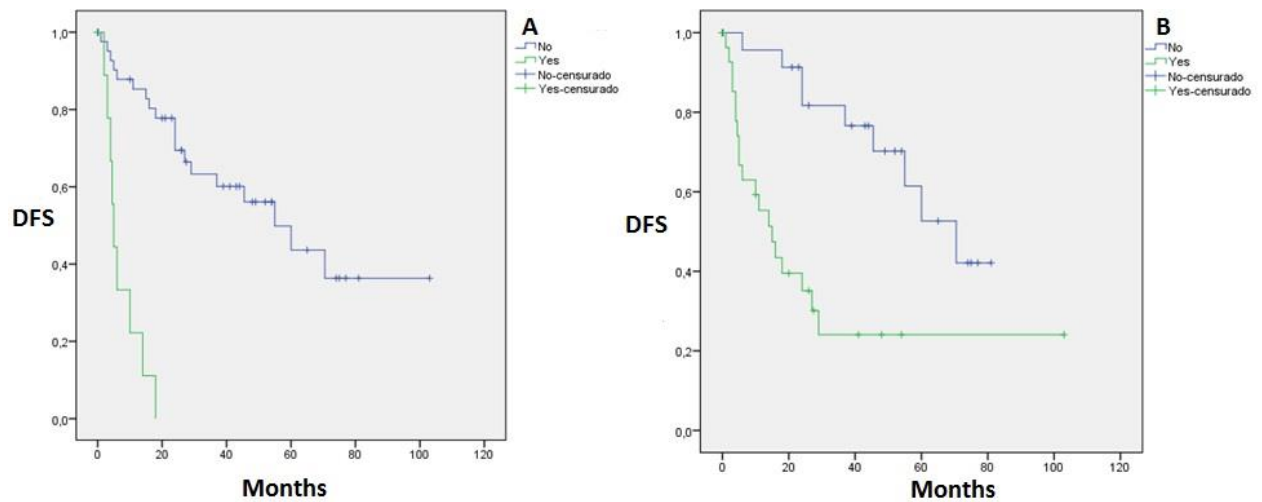 A
No
Yes
No-censurado
Yes-censurado
1,0
0,8
0,6
0,4
0,2
0,0
DFS
0 20 40 60 80 100 120
Months
B
No
Yes
No-censurado
Yes-censurado
1,0
0,8
0,6
0,4
0,2
0,0
DFS
0 20 40 60 80 100 120
Months